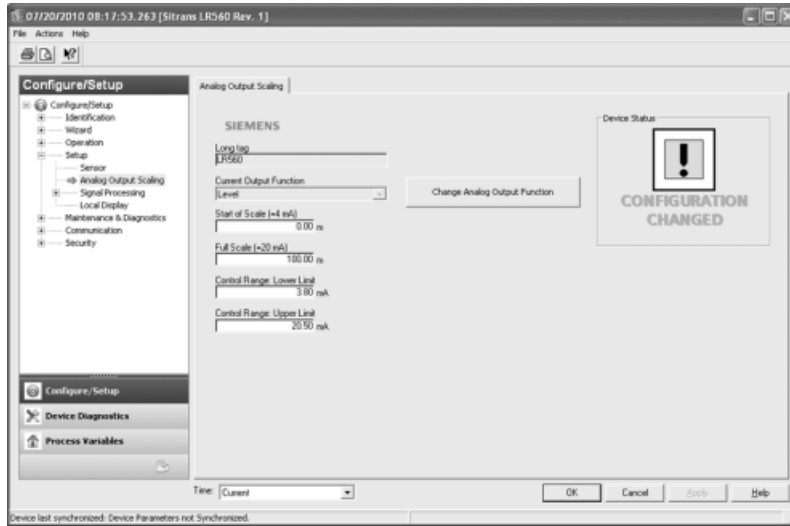 07/20/2010 08:17:53.263 [Sitrans LR560 Rev. 1]
File Actions Help
Configure/Setup
Configure/Setup
Identification
Wizard
Operation
Setup
Sensor
Analog Output Scaling
Signal Processing
Local Display
Maintenance & Diagnostics
Communication
Security
Configure/Setup
Device Diagnostics
Process Variables
Analog Output Scaling
SIEMENS
Long tag
LR560
Current Output Function
Level
Change Analog Output Function
Start of Scale (=4 mA)
0.00 m
Full Scale (=20 mA)
100.00 m
Control Range: Lower Limit
3.80 mA
Control Range: Upper Limit
20.50 mA
Device Status
CONFIGURATION
CHANGED
Time: Current
OK Cancel Apply Help
Device last synchronized: Device Parameters not Synchronized.